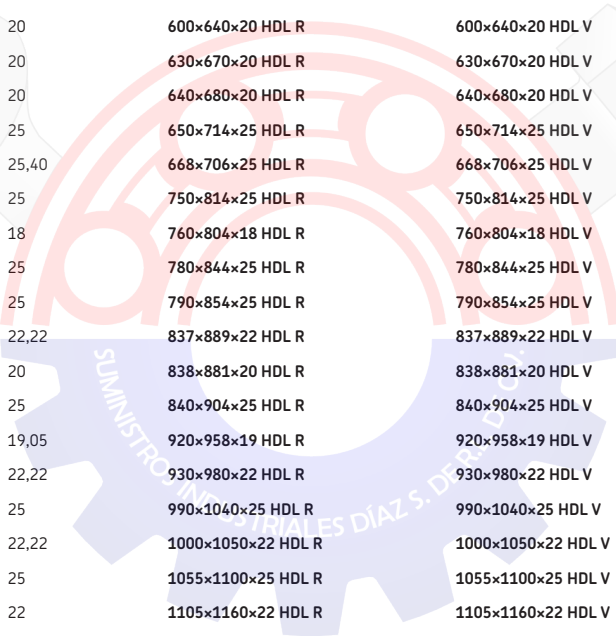 20 600×640×20 HDL R 600×640×20 HDL V
20 630×670×20 HDL R 630×670×20 HDL V
20 640×680×20 HDL R 640×680×20 HDL V
25 650×714×25 HDL R 650×714×25 HDL V
25,40 668×706×25 HDL R 668×706×25 HDL V
25 750×814×25 HDL R 750×814×25 HDL V
18 760×804×18 HDL R 760×804×18 HDL V
25 780×844×25 HDL R 780×844×25 HDL V
25 790×854×25 HDL R 790×854×25 HDL V
22,22 837×889×22 HDL R 837×889×22 HDL V
20 838×881×20 HDL R 838×881×20 HDL V
25 840×904×25 HDL R 840×904×25 HDL V
19,05 920×958×19 HDL R 920×958×19 HDL V
22,22 930×980×22 HDL R 930×980×22 HDL V
25 990×1040×25 HDL R 990×1040×25 HDL V
22,22 1000×1050×22 HDL R 1000×1050×22 HDL V
25 1055×1100×25 HDL R 1055×1100×25 HDL V
22 1105×1160×22 HDL R 1105×1160×22 HDL V
SUMINISTROS INDUSTRIALES DÍAZ S. DE R.L. DE C.V.